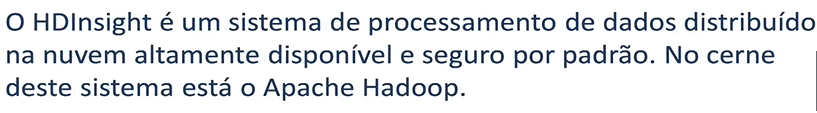 O HDInsight é um sistema de processamento de dados distribuído
na nuvem altamente disponível e seguro por padrão. No cerne
deste sistema está o Apache Hadoop.